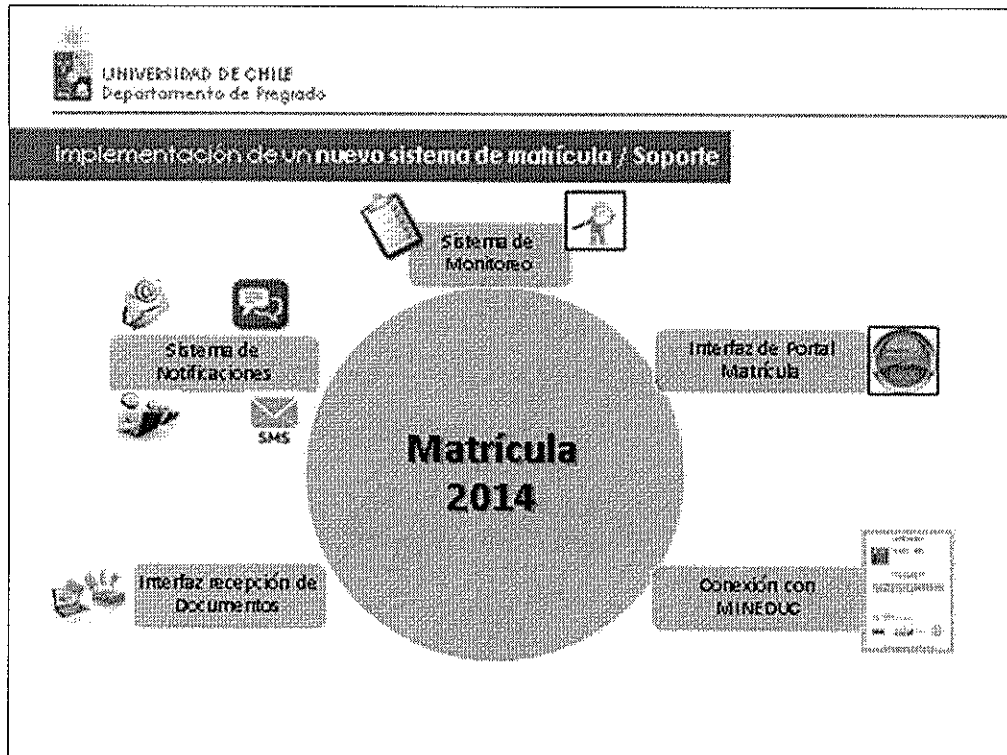 UNIVERSIDAD DE CHILE
Departamento de Pregrado
Implementación de un nuevo sistema de matrícula / Soporte
Sistema de
Monitoreo
Sistema de
Notificaciones
SMS
Interfaz de Portal
Matrícula
Matrícula
2014
Interfaz recepción de
Documentos
Conexión con
MINEDUC